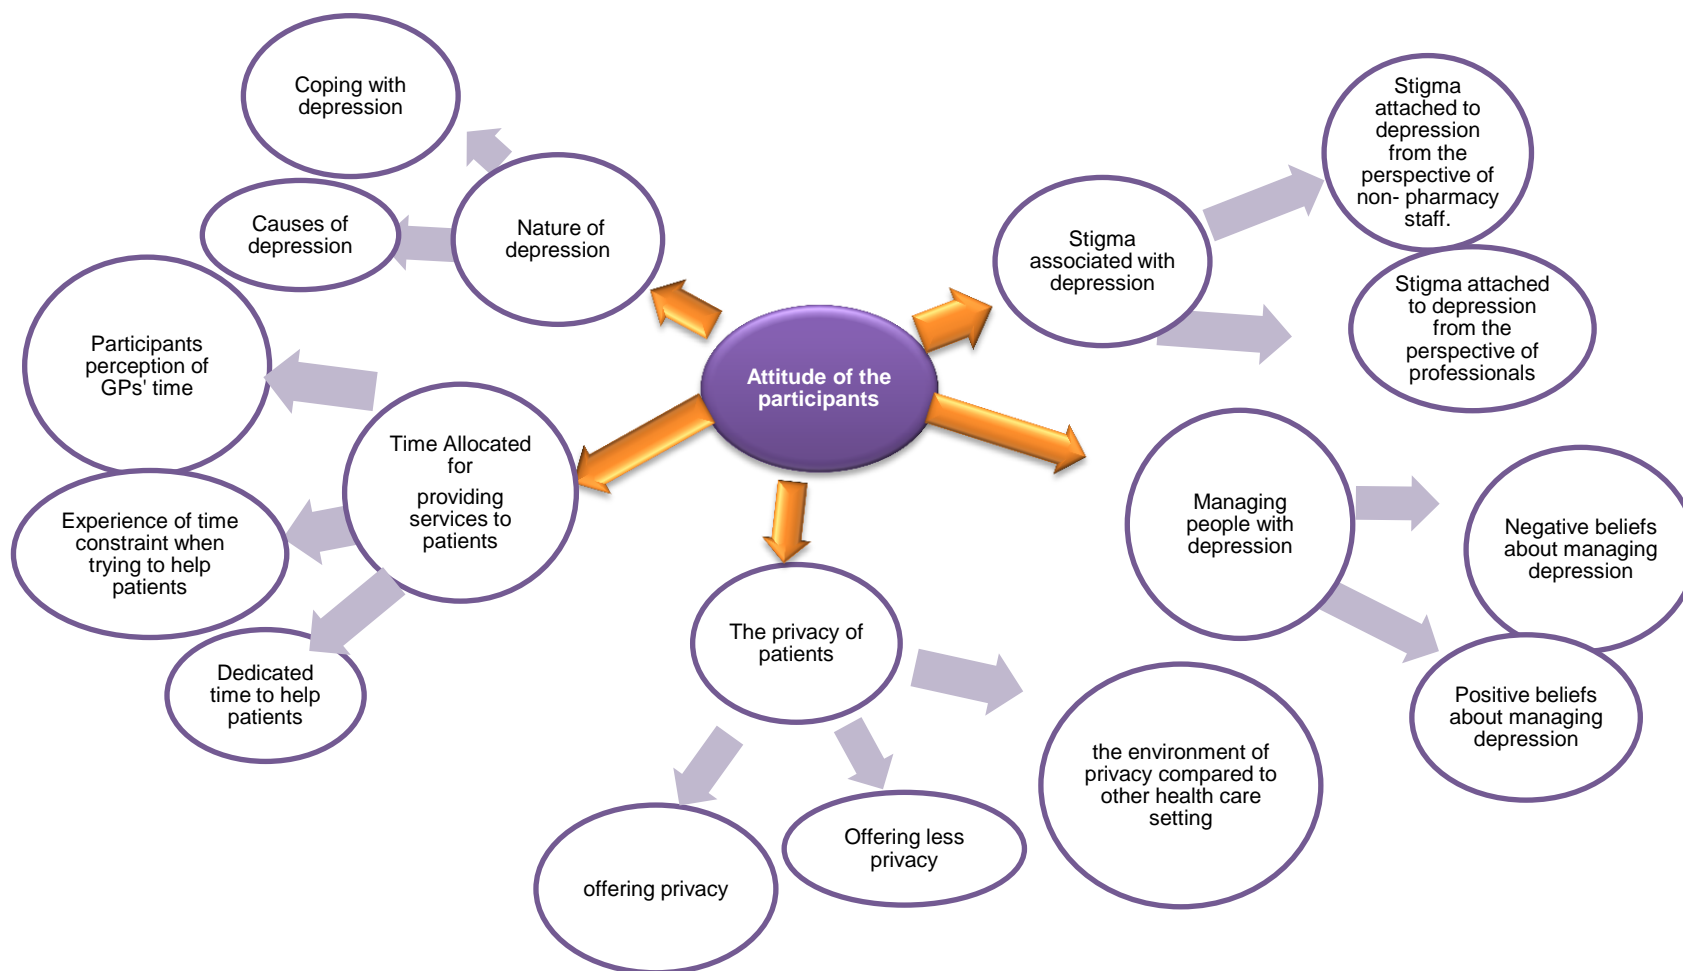 Coping with
depression
Causes of
depression
Nature of
depression
Participants
perception of
GPs' time
Experience of time
constraint when
trying to help
patients
Dedicated
time to help
patients
Time Allocated for
providing
services to
patients
Attitude of the
participants
Stigma
associated with
depression
Stigma
attached to
depression
from the
perspective of
non- pharmacy
staff.
Stigma attached
to depression
from the
perspective of
professionals
Managing
people with
depression
Negative beliefs
about managing
depression
Positive beliefs
about managing
depression
The privacy of
patients
the environment of
privacy compared to
other health care
setting
Offering less
privacy
offering privacy